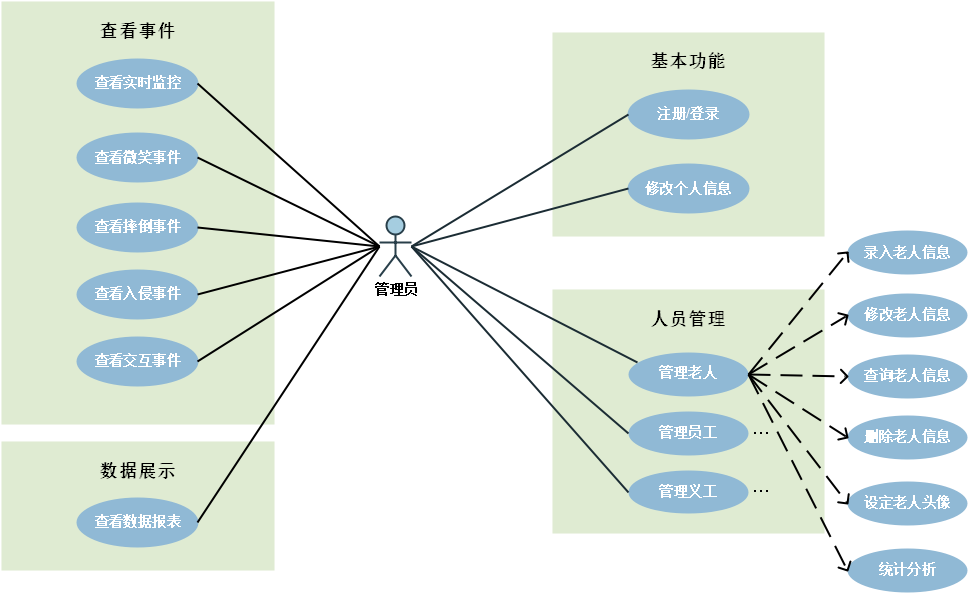 查看事件
查看实时监控
查看微笑事件
查看摔倒事件
查看入侵事件
查看交互事件
数据展示
查看数据报表
管理员
基本功能
注册/登录
修改个人信息
人员管理
管理老人
管理员工
...
管理义工
...
录入老人信息
修改老人信息
查询老人信息
删除老人信息
设定老人头像
统计分析